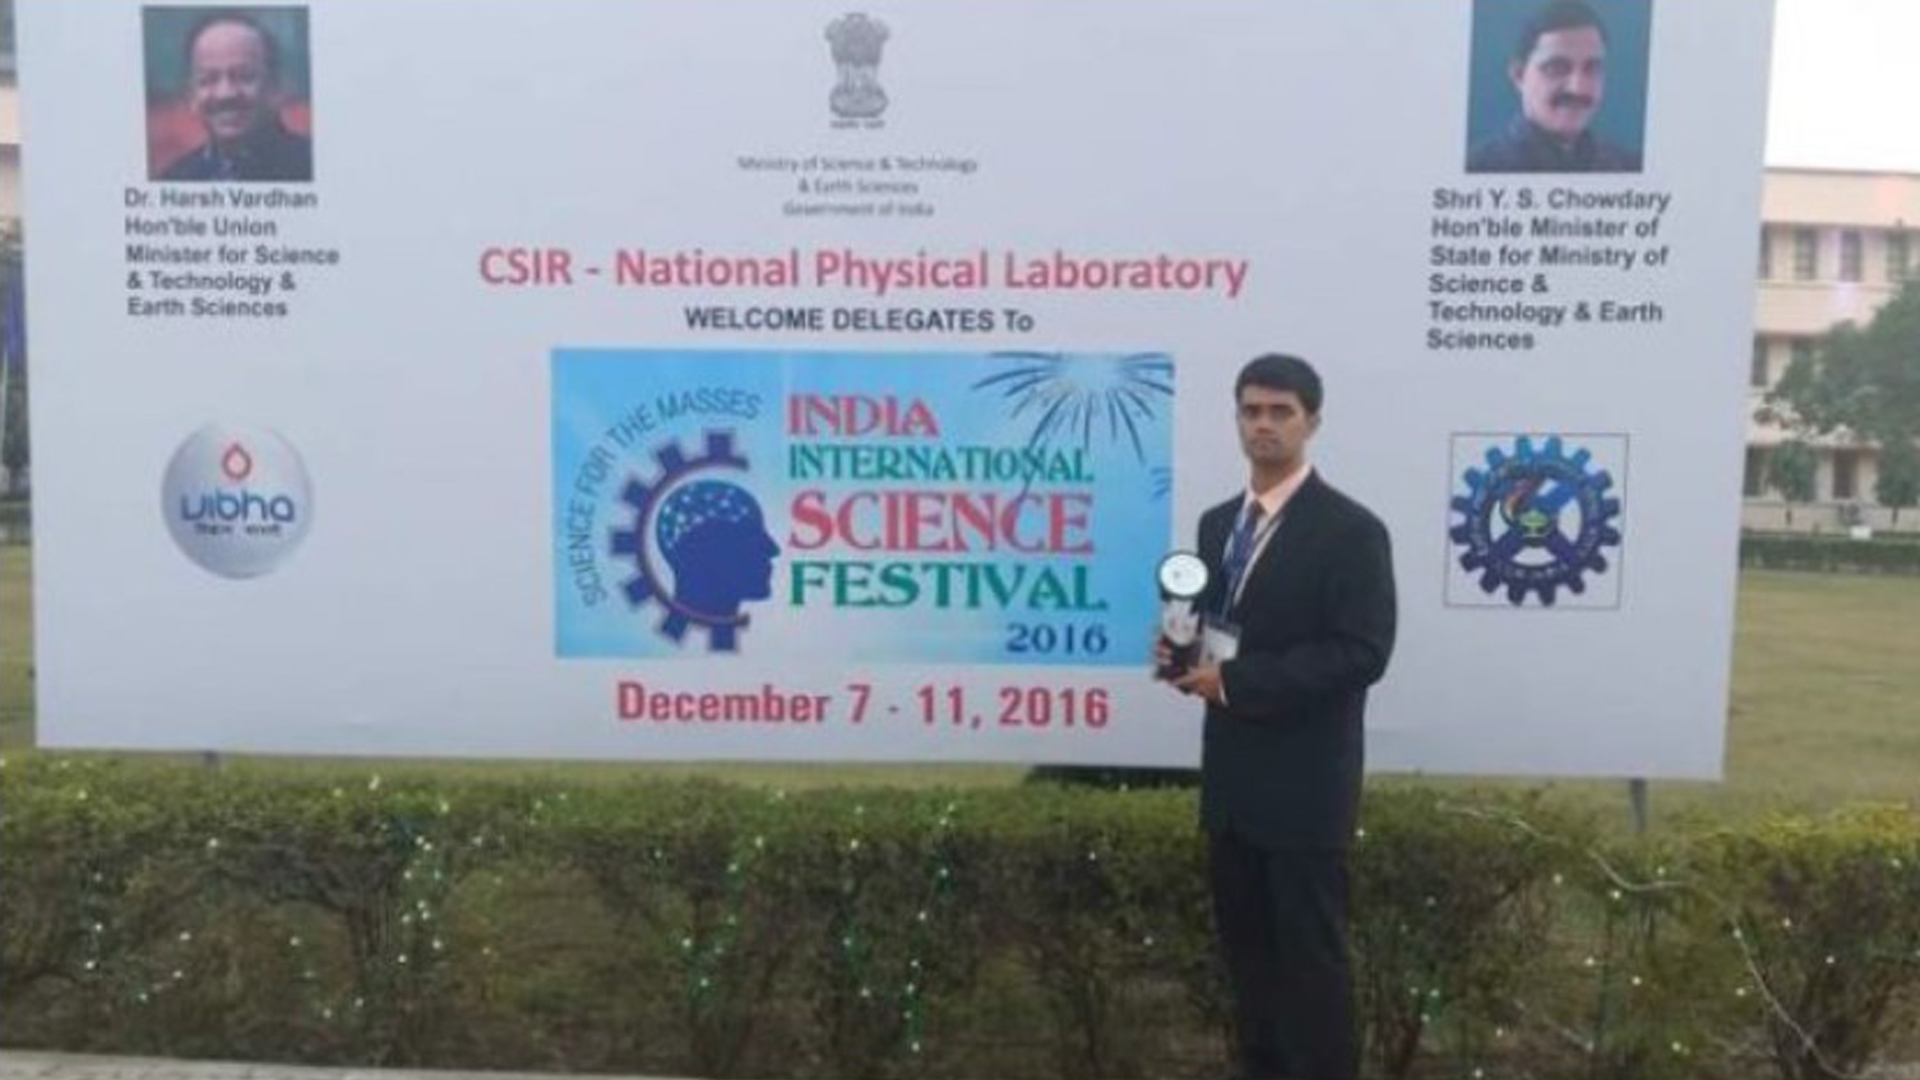 Dr. Harsh Vardhan
Hon'ble Union
Minister for Science
& Technology &
Earth Sciences
Ministry of Science & Technology
& Earth Sciences
Government of India
Shri Y. S. Chowdary
Hon'ble Minister of
State for Ministry of
Science &
Technology & Earth
Sciences
CSIR - National Physical Laboratory
WELCOME DELEGATES To
SCIENCE FOR THE MASSES
INDIA
INTERNATIONAL
SCIENCE
FESTIVAL
2016
December 7 - 11, 2016
vibha